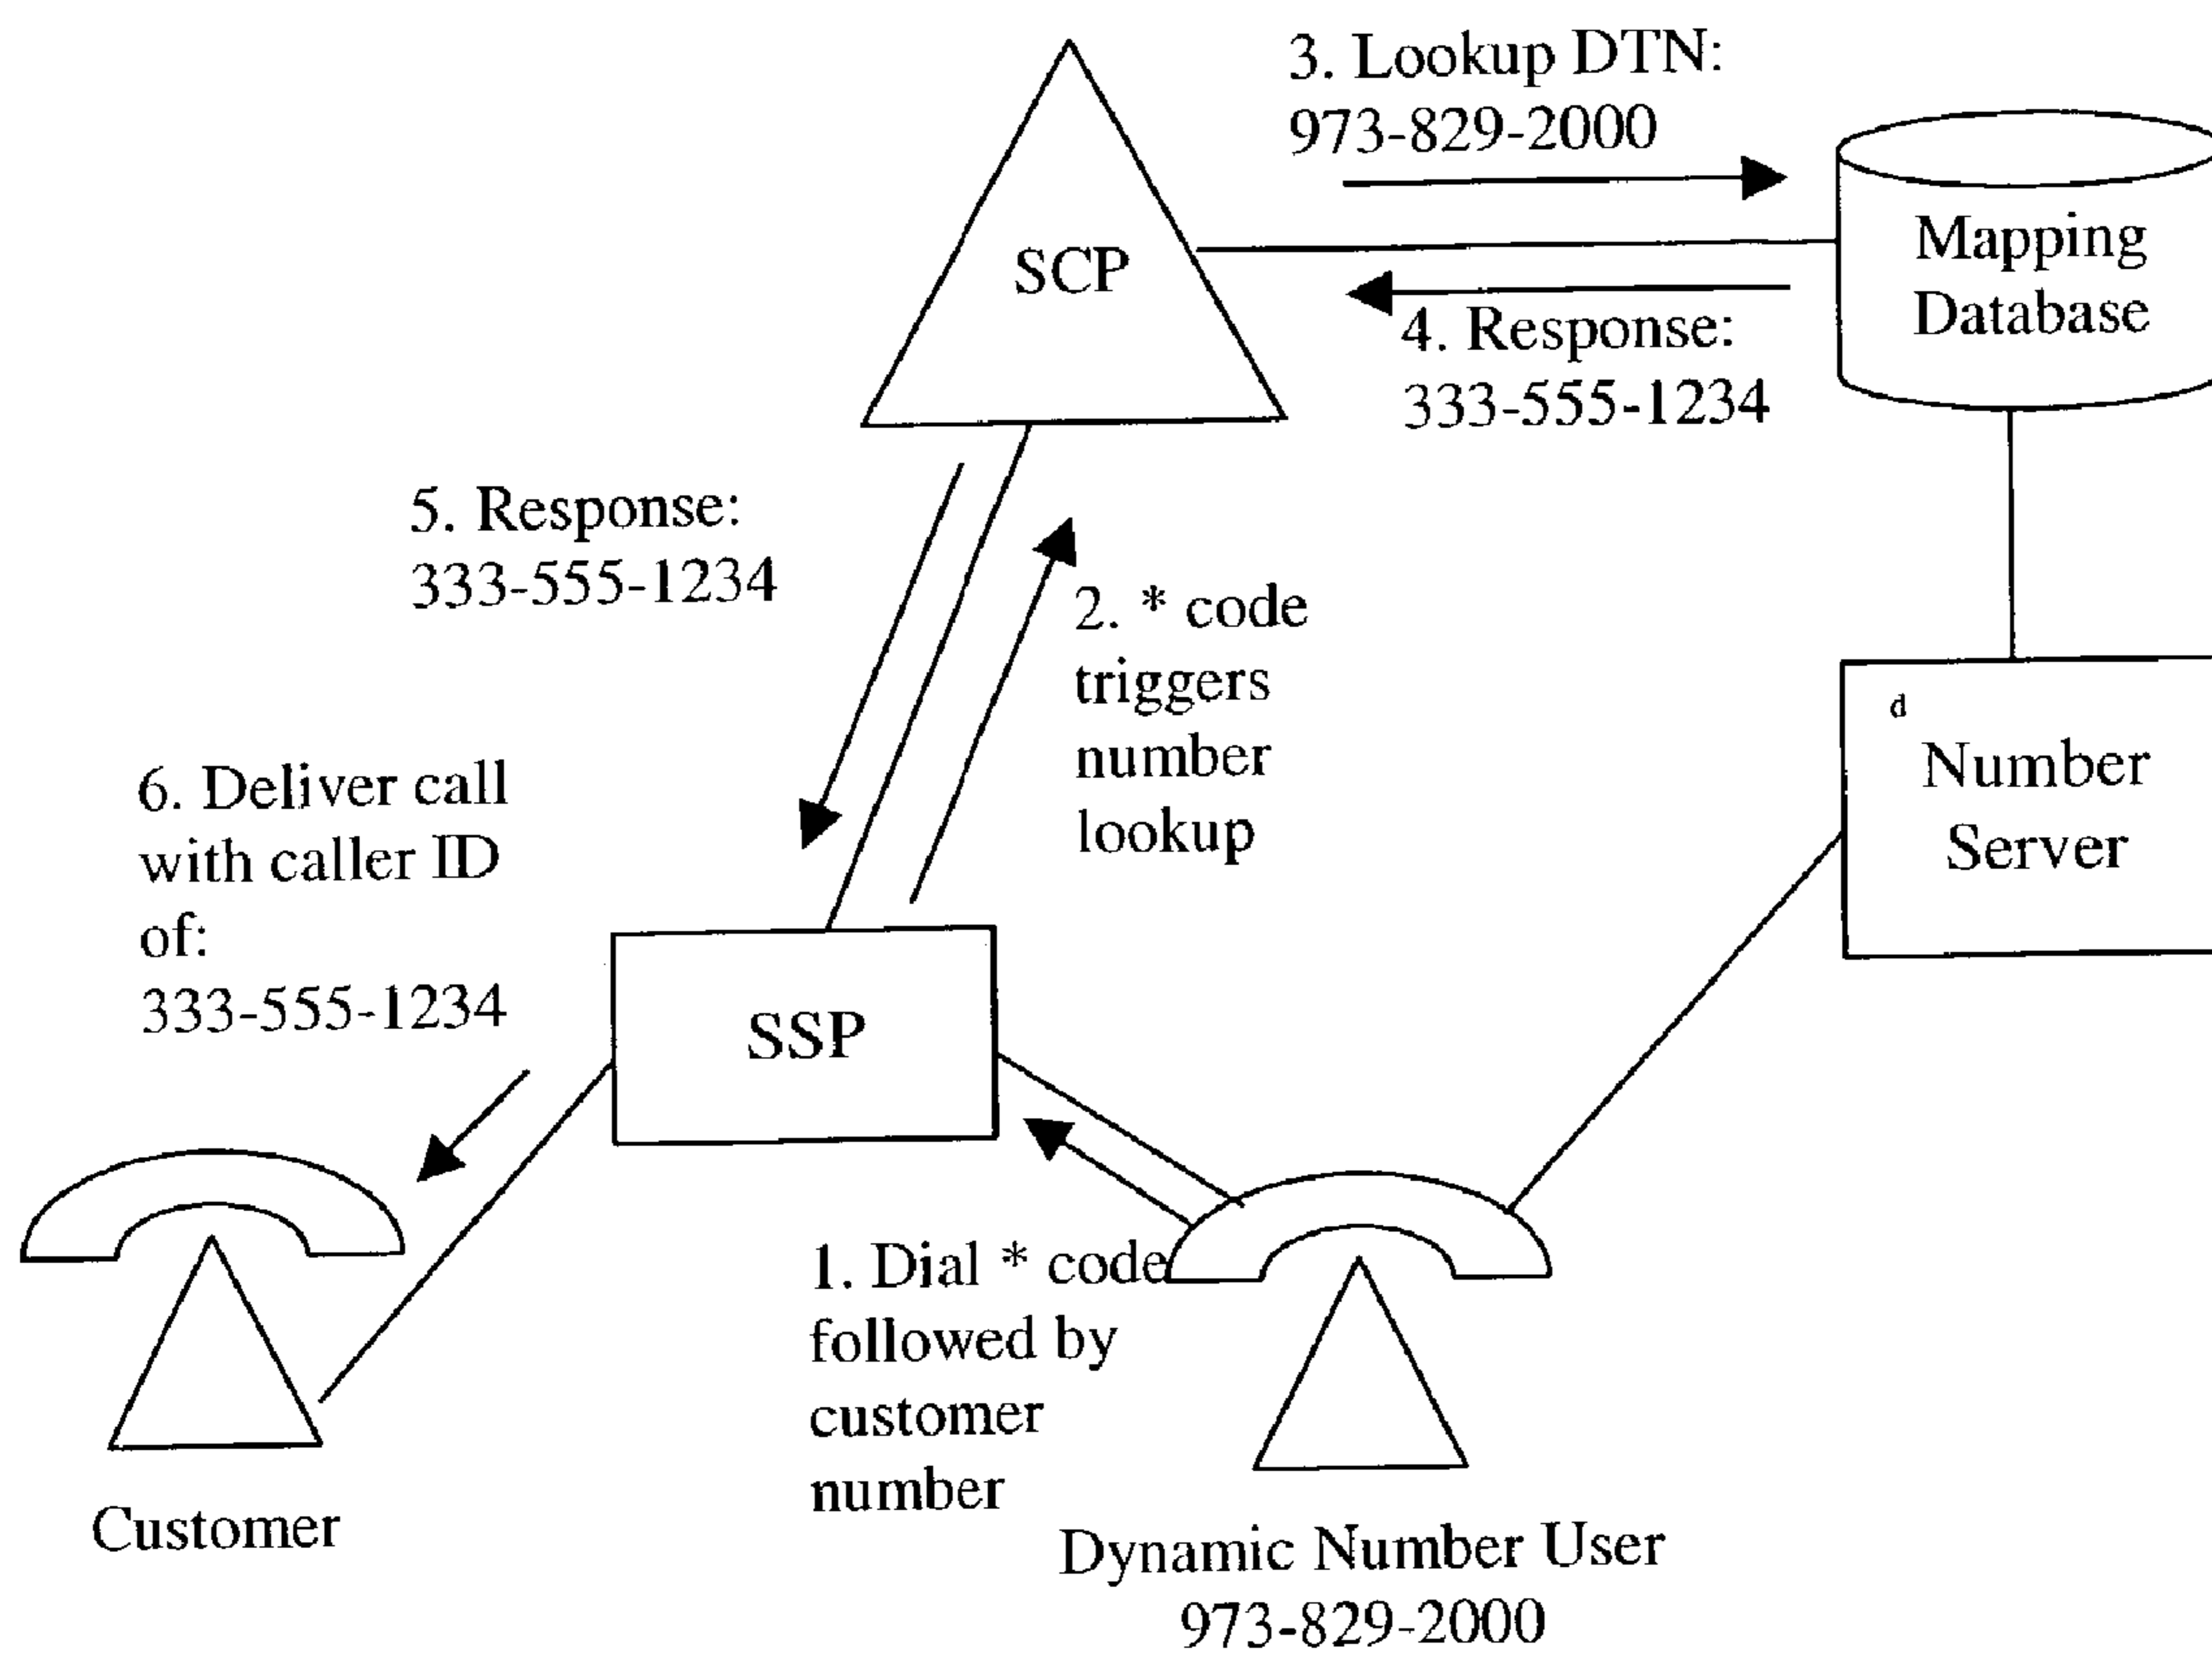 3. Lookup DTN:
973-829-2000
SCP
Mapping
Database
4. Response:
333-555-1234
5. Response:
333-555-1234
2. * code
triggers
number
lookup
d
Number
Server
6. Deliver call
with caller ID
of:
333-555-1234
SSP
1. Dial * code
followed by
customer
number
Customer
Dynamic Number User
973-829-2000